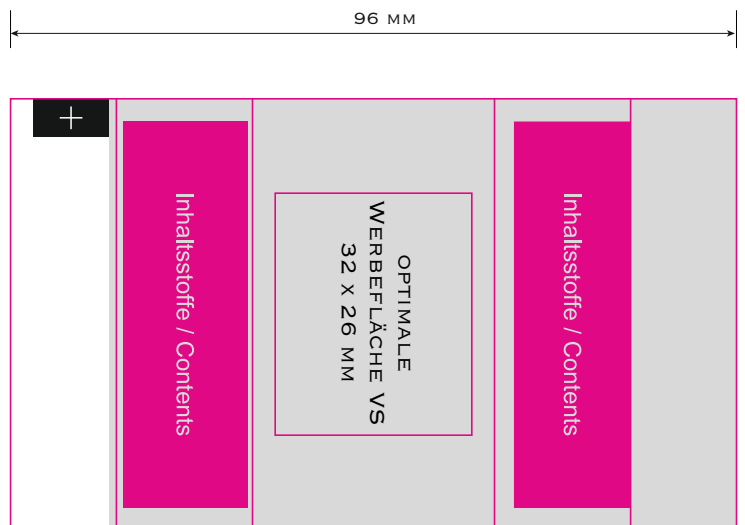 96 MM
Inhaltsstoffe / Contents
OPTIMALE
WERBEFLÄCHE VS
32 X 26 MM
Inhaltsstoffe / Contents